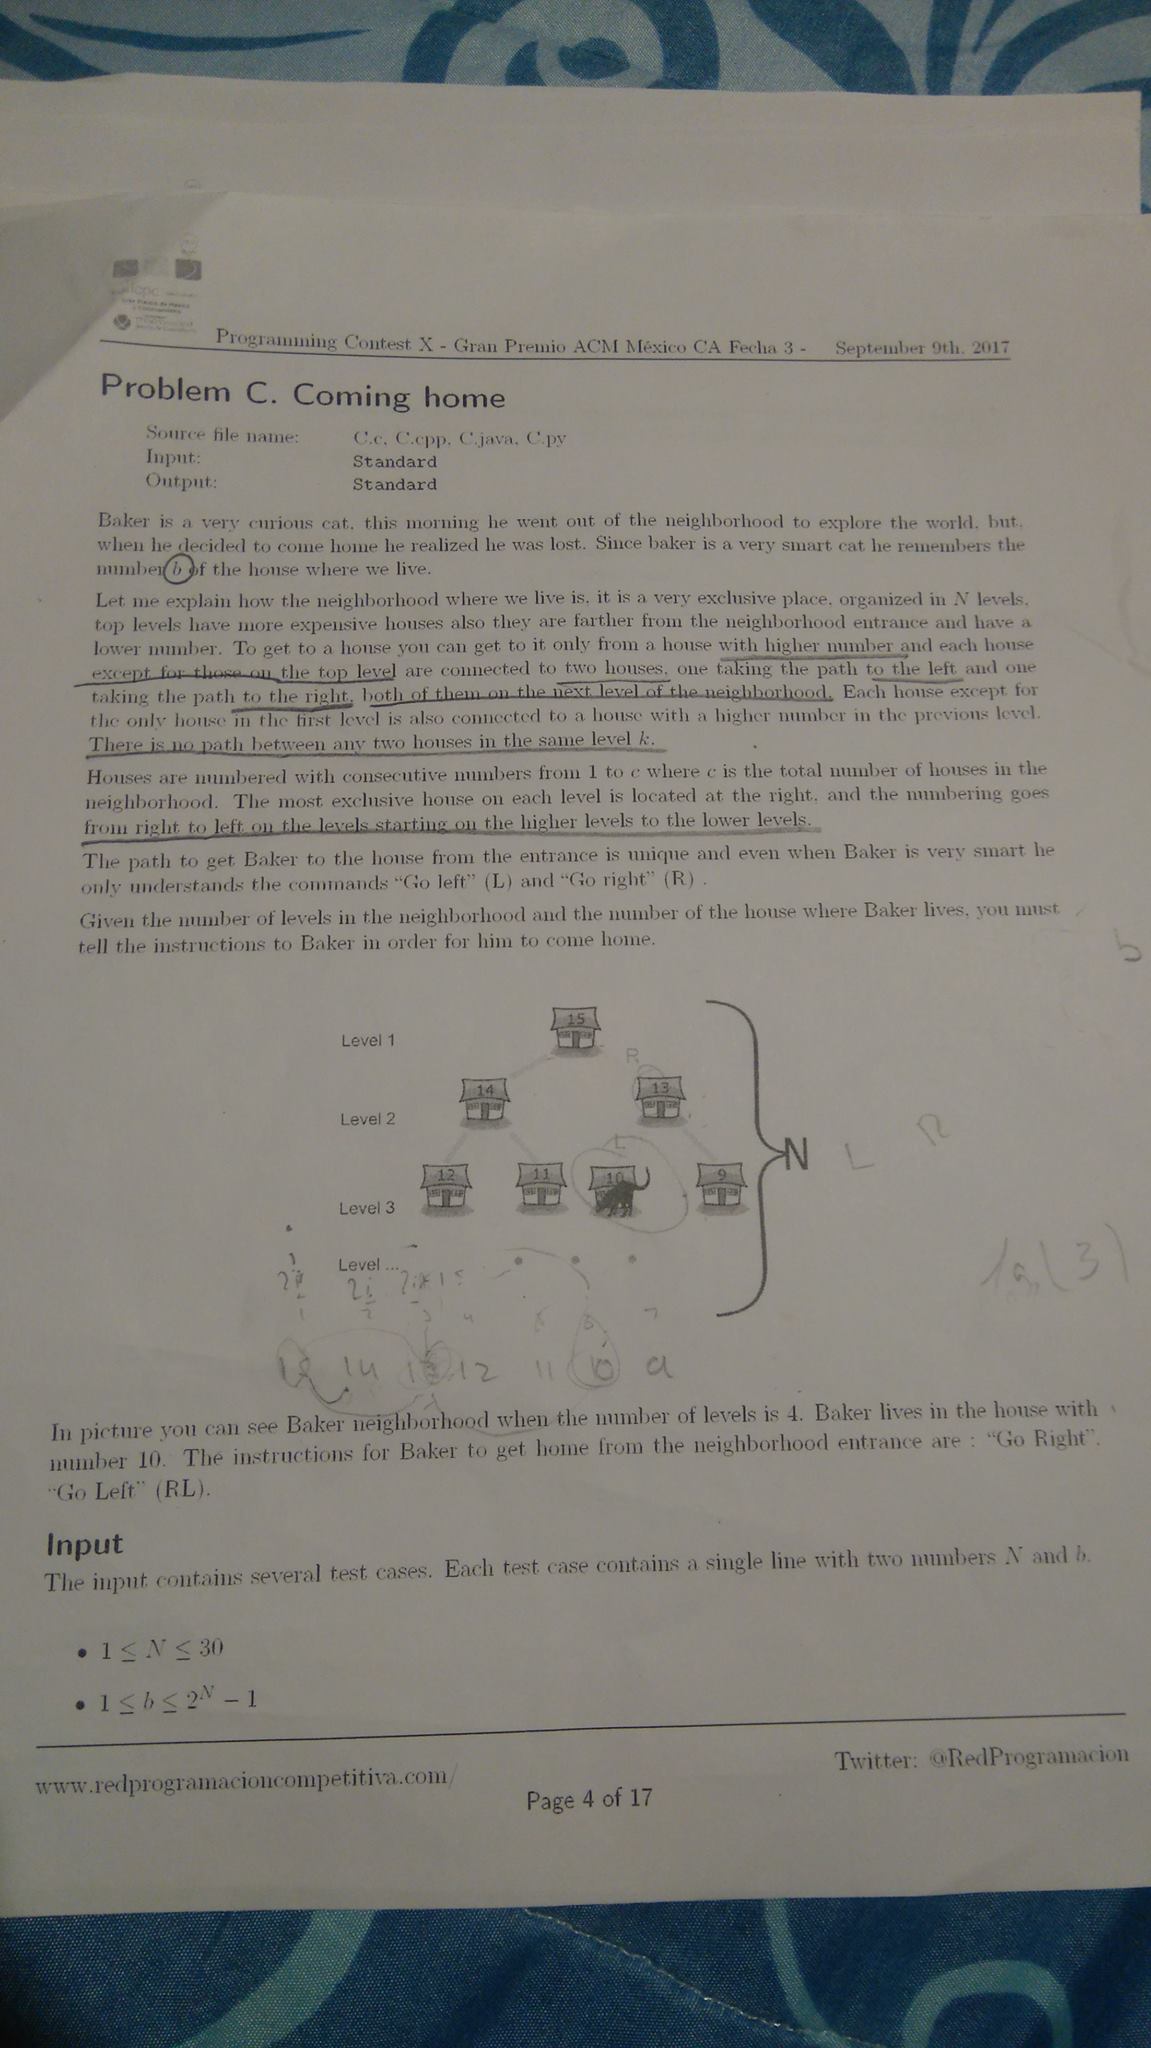 icpc
Programming Contest X - Gran Premio ACM México CA Fecha 3 - September 9th, 2017
Problem C. Coming home
Source file name: C.c, C.cpp, C.java, C.py
Input: Standard
Output: Standard
Baker is a very curious cat, this morning he went out of the neighborhood to explore the world, but,
when he decided to come home he realized he was lost. Since baker is a very smart cat he remembers the
number b of the house where we live.
Let me explain how the neighborhood where we live is, it is a very exclusive place, organized in N levels,
top levels have more expensive houses also they are farther from the neighborhood entrance and have a
lower number. To get to a house you can get to it only from a house with higher number and each house
except for those on the top level are connected to two houses, one taking the path to the left and one
taking the path to the right, both of them on the next level of the neighborhood. Each house except for
the only house in the first level is also connected to a house with a higher number in the previous level.
There is no path between any two houses in the same level k.
Houses are numbered with consecutive numbers from 1 to c where c is the total number of houses in the
neighborhood. The most exclusive house on each level is located at the right, and the numbering goes
from right to left on the levels starting on the higher levels to the lower levels.
The path to get Baker to the house from the entrance is unique and even when Baker is very smart he
only understands the commands "Go left" (L) and "Go right" (R) .
Given the number of levels in the neighborhood and the number of the house where Baker lives, you must
tell the instructions to Baker in order for him to come home.
b
15
Level 1
R
14 13
Level 2
L
N L R
12 11 10 9
Level 3
Level ...
log(3)
14 12 11 10 9
In picture you can see Baker neighborhood when the number of levels is 4. Baker lives in the house with
number 10. The instructions for Baker to get home from the neighborhood entrance are : "Go Right",
"Go Left" (RL).
Input
The input contains several test cases. Each test case contains a single line with two numbers N and b.
• 1 ≤ N ≤ 30
• 1 ≤ b ≤ 2^N − 1
www.redprogramacioncompetitiva.com/ Twitter: @RedProgramacion
Page 4 of 17